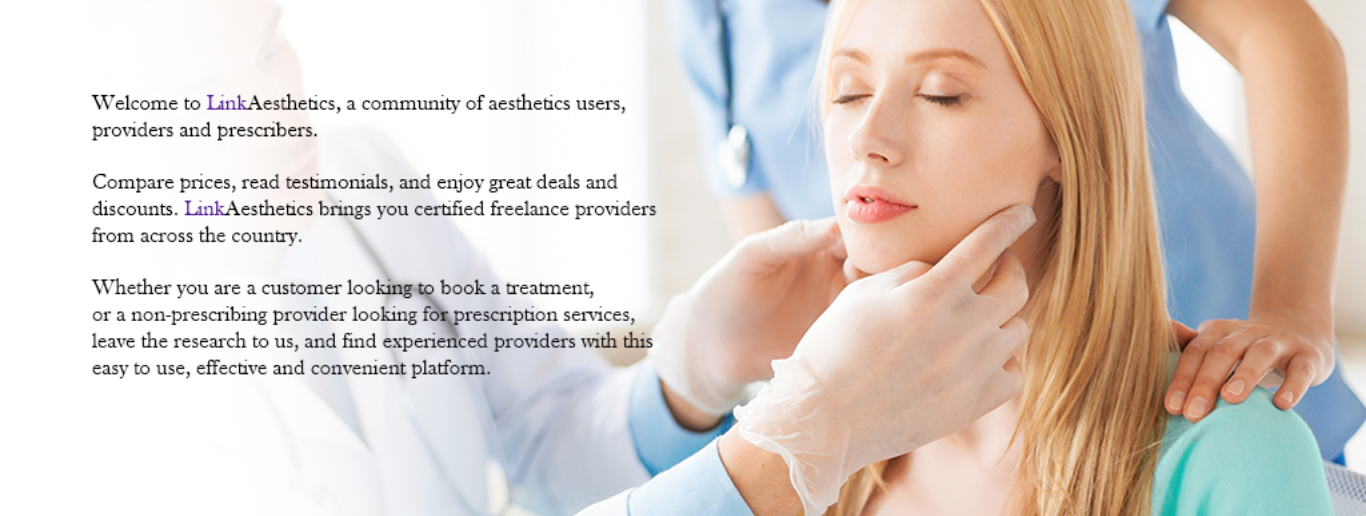 Welcome to LinkAesthetics, a community of aesthetics users,
providers and prescribers.
Compare prices, read testimonials, and enjoy great deals and
discounts. LinkAesthetics brings you certified freelance providers
from across the country.
Whether you are a customer looking to book a treatment,
or a non-prescribing provider looking for prescription services,
leave the research to us, and find experienced providers with this
easy to use, effective and convenient platform.